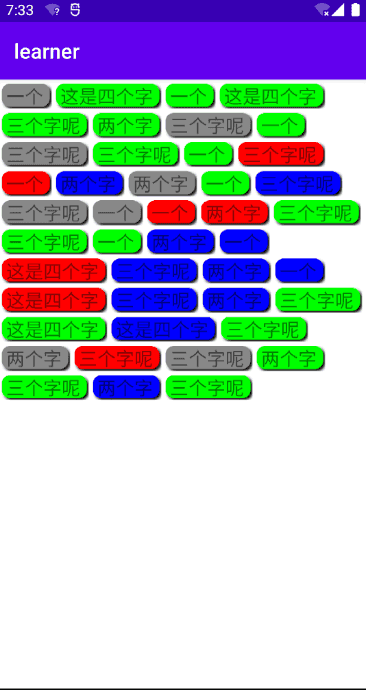 7:33
learner
一个 这是四个字 一个 这是四个字
三个字呢 两个字 三个字呢 一个
三个字呢 三个字呢 一个 三个字呢
一个 两个字 两个字 一个 三个字呢
三个字呢 一个 一个 两个字 三个字呢
三个字呢 一个 两个字 一个
这是四个字 三个字呢 两个字 一个
这是四个字 三个字呢 两个字 三个字呢
这是四个字 这是四个字 三个字呢
两个字 三个字呢 三个字呢 两个字
三个字呢 两个字 三个字呢